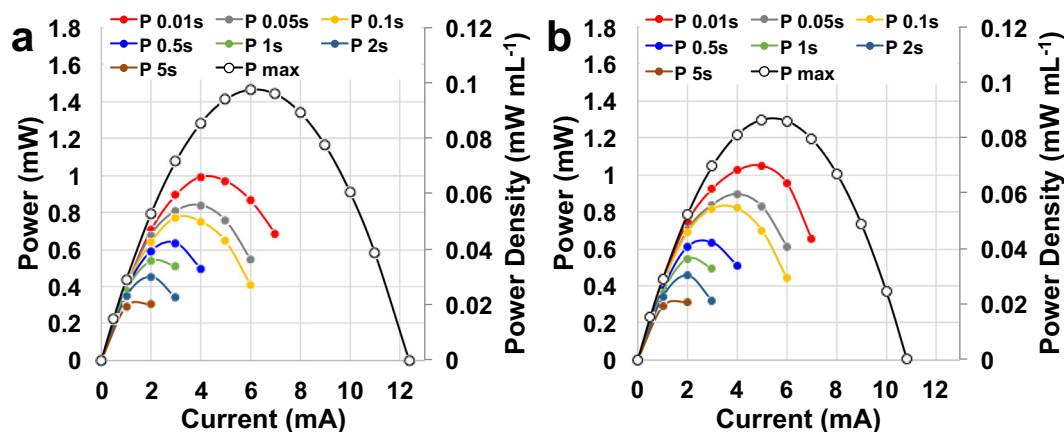 a
P 0.01s P 0.05s P 0.1s
P 0.5s P 1s P 2s
P 5s P max
1.8
1.6
1.4
1.2
1
0.8
0.6
0.4
0.2
0
Power (mW)
0.12
0.1
0.08
0.06
0.04
0.02
0
Power Density (mW mL-1)
0 2 4 6 8 10 12
Current (mA)
b
P 0.01s P 0.05s P 0.1s
P 0.5s P 1s P 2s
P 5s P max
1.8
1.6
1.4
1.2
1
0.8
0.6
0.4
0.2
0
Power (mW)
0.12
0.1
0.08
0.06
0.04
0.02
0
Power Density (mW mL-1)
0 2 4 6 8 10 12
Current (mA)